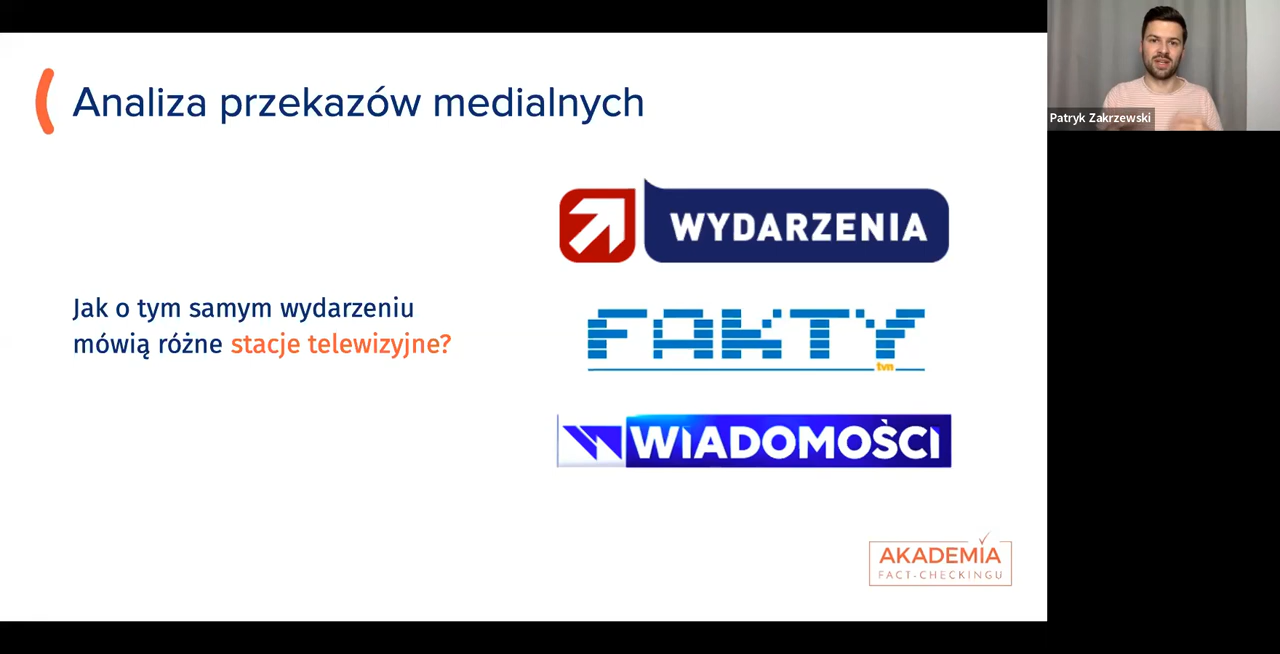 Analiza przekazów medialnych
Patryk Zakrzewski
WYDARZENIA
Jak o tym samym wydarzeniu
mówią różne stacje telewizyjne?
FAKTY
tvn
WIADOMOŚCI
AKADEMIA
FACT-CHECKINGU